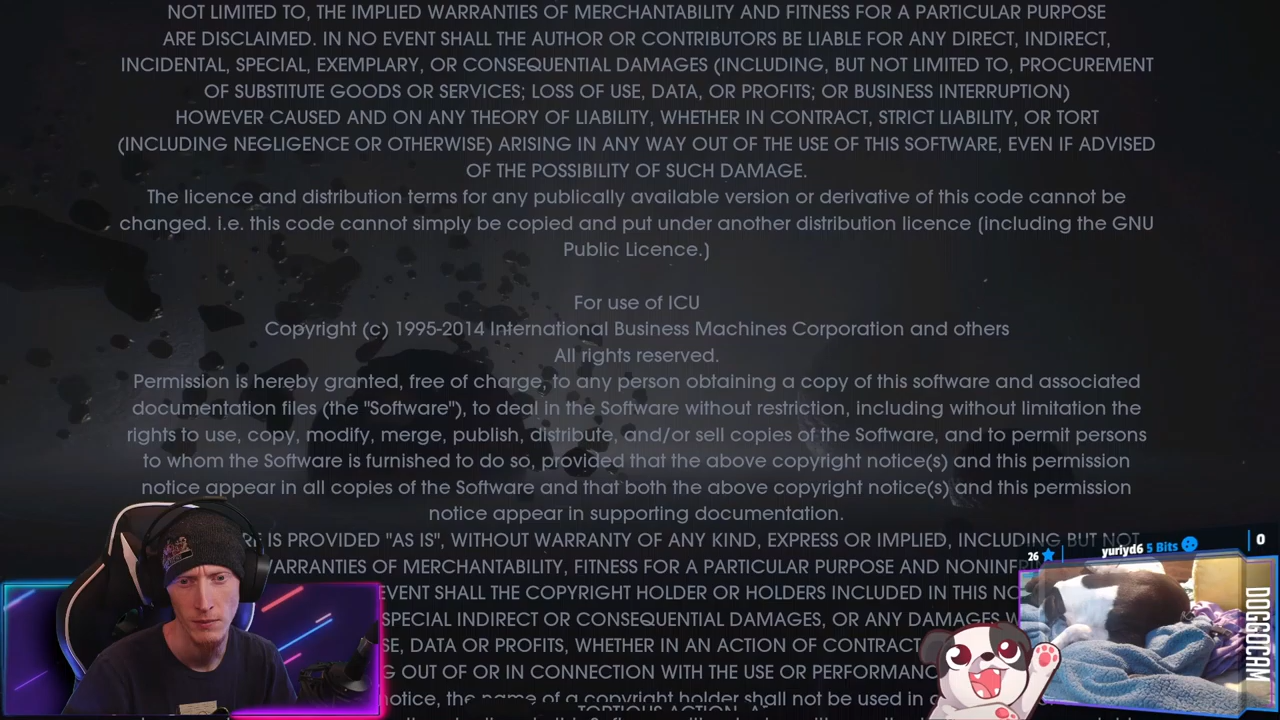 NOT LIMITED TO, THE IMPLIED WARRANTIES OF MERCHANTABILITY AND FITNESS FOR A PARTICULAR PURPOSE
ARE DISCLAIMED. IN NO EVENT SHALL THE AUTHOR OR CONTRIBUTORS BE LIABLE FOR ANY DIRECT, INDIRECT,
INCIDENTAL, SPECIAL, EXEMPLARY, OR CONSEQUENTIAL DAMAGES (INCLUDING, BUT NOT LIMITED TO, PROCUREMENT
OF SUBSTITUTE GOODS OR SERVICES; LOSS OF USE, DATA, OR PROFITS; OR BUSINESS INTERRUPTION)
HOWEVER CAUSED AND ON ANY THEORY OF LIABILITY, WHETHER IN CONTRACT, STRICT LIABILITY, OR TORT
(INCLUDING NEGLIGENCE OR OTHERWISE) ARISING IN ANY WAY OUT OF THE USE OF THIS SOFTWARE, EVEN IF ADVISED
OF THE POSSIBILITY OF SUCH DAMAGE.
The licence and distribution terms for any publically available version or derivative of this code cannot be
changed. i.e. this code cannot simply be copied and put under another distribution licence (including the GNU
Public Licence.)
For use of ICU
Copyright (c) 1995-2014 International Business Machines Corporation and others
All rights reserved.
Permission is hereby granted, free of charge, to any person obtaining a copy of this software and associated
documentation files (the "Software"), to deal in the Software without restriction, including without limitation the
rights to use, copy, modify, merge, publish, distribute, and/or sell copies of the Software, and to permit persons
to whom the Software is furnished to do so, provided that the above copyright notice(s) and this permission
notice appear in all copies of the Software and that both the above copyright notice(s) and this permission
notice appear in supporting documentation.
IS PROVIDED "AS IS", WITHOUT WARRANTY OF ANY KIND, EXPRESS OR IMPLIED, INCLUDING BUT NOT
26 yuriyd6 5 Bits 0
WARRANTIES OF MERCHANTABILITY, FITNESS FOR A PARTICULAR PURPOSE AND
EVENT SHALL THE COPYRIGHT HOLDER OR HOLDERS INCLUDED IN THIS
SPECIAL INDIRECT OR CONSEQUENTIAL DAMAGES, OR ANY DAMAGES
DATA OR PROFITS, WHETHER IN AN ACTION OF CONTRACT
OUT OF OR IN CONNECTION WITH THE USE OR
notice, the name of a copyright holder shall not be used in
TORTIOUS ACTION,
DOGGOCAM